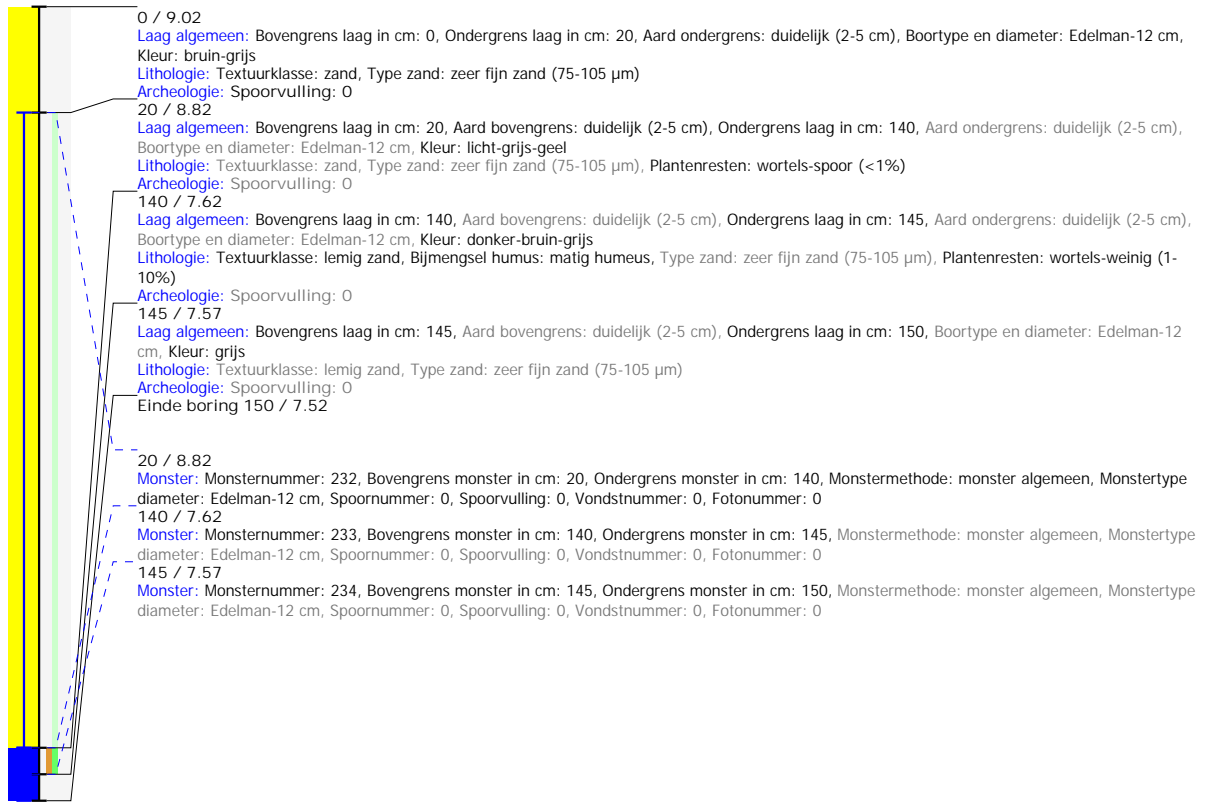 0 / 9.02
Laag algemeen: Bovengrens laag in cm: 0, Ondergrens laag in cm: 20, Aard ondergrens: duidelijk (2-5 cm), Boortype en diameter: Edelman-12 cm,
Kleur: bruin-grijs
Lithologie: Textuurklasse: zand, Type zand: zeer fijn zand (75-105 µm)
Archeologie: Spoorvulling: 0
20 / 8.82
Laag algemeen: Bovengrens laag in cm: 20, Aard bovengrens: duidelijk (2-5 cm), Ondergrens laag in cm: 140, Aard ondergrens: duidelijk (2-5 cm),
Boortype en diameter: Edelman-12 cm, Kleur: licht-grijs-geel
Lithologie: Textuurklasse: zand, Type zand: zeer fijn zand (75-105 µm), Plantenresten: wortels-spoor (<1%)
Archeologie: Spoorvulling: 0
140 / 7.62
Laag algemeen: Bovengrens laag in cm: 140, Aard bovengrens: duidelijk (2-5 cm), Ondergrens laag in cm: 145, Aard ondergrens: duidelijk (2-5 cm),
Boortype en diameter: Edelman-12 cm, Kleur: donker-bruin-grijs
Lithologie: Textuurklasse: lemig zand, Bijmengsel humus: matig humeus, Type zand: zeer fijn zand (75-105 µm), Plantenresten: wortels-weinig (1-
10%)
Archeologie: Spoorvulling: 0
145 / 7.57
Laag algemeen: Bovengrens laag in cm: 145, Aard bovengrens: duidelijk (2-5 cm), Ondergrens laag in cm: 150, Boortype en diameter: Edelman-12
cm, Kleur: grijs
Lithologie: Textuurklasse: lemig zand, Type zand: zeer fijn zand (75-105 µm)
Archeologie: Spoorvulling: 0
Einde boring 150 / 7.52
20 / 8.82
Monster: Monsternummer: 232, Bovengrens monster in cm: 20, Ondergrens monster in cm: 140, Monstermethode: monster algemeen, Monstertype
diameter: Edelman-12 cm, Spoornummer: 0, Spoorvulling: 0, Vondstnummer: 0, Fotonummer: 0
140 / 7.62
Monster: Monsternummer: 233, Bovengrens monster in cm: 140, Ondergrens monster in cm: 145, Monstermethode: monster algemeen, Monstertype
diameter: Edelman-12 cm, Spoornummer: 0, Spoorvulling: 0, Vondstnummer: 0, Fotonummer: 0
145 / 7.57
Monster: Monsternummer: 234, Bovengrens monster in cm: 145, Ondergrens monster in cm: 150, Monstermethode: monster algemeen, Monstertype
diameter: Edelman-12 cm, Spoornummer: 0, Spoorvulling: 0, Vondstnummer: 0, Fotonummer: 0